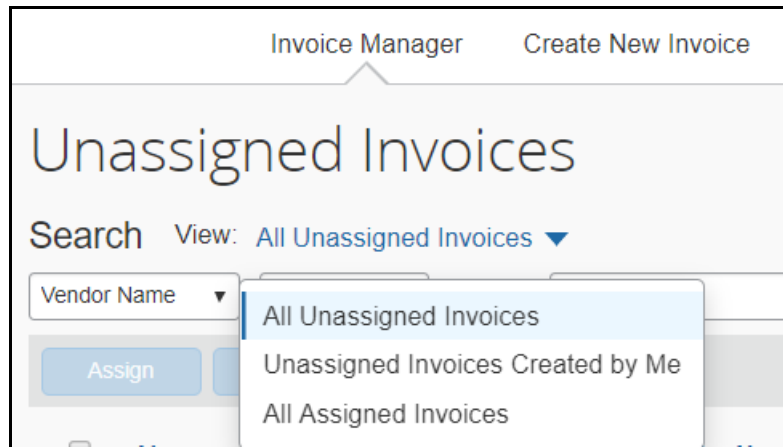 Invoice Manager Create New Invoice
Unassigned Invoices
Search View: All Unassigned Invoices
Vendor Name
All Unassigned Invoices
Assign
Unassigned Invoices Created by Me
All Assigned Invoices